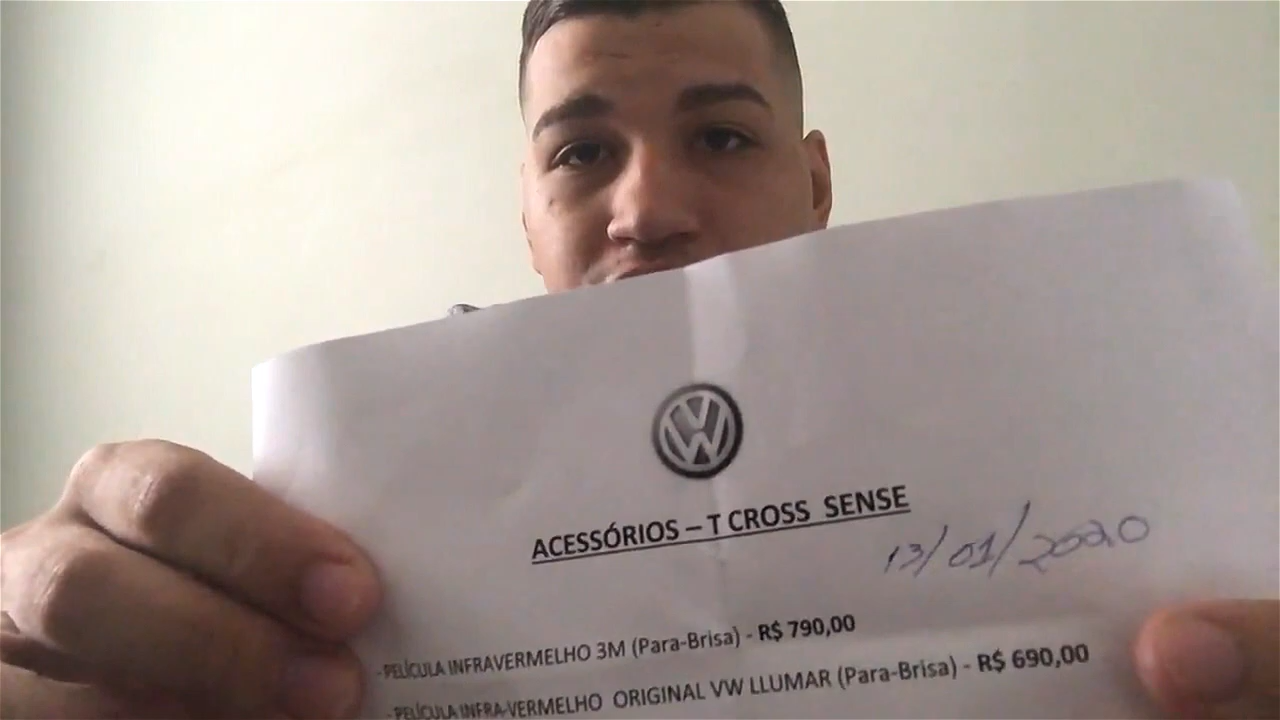 ACESSÓRIOS – T CROSS SENSE
13/01/2020
- PELÍCULA INFRAVERMELHO 3M (Para-Brisa) - R$ 790,00
- PELÍCULA INFRA-VERMELHO ORIGINAL VW LLUMAR (Para-Brisa) - R$ 690,00